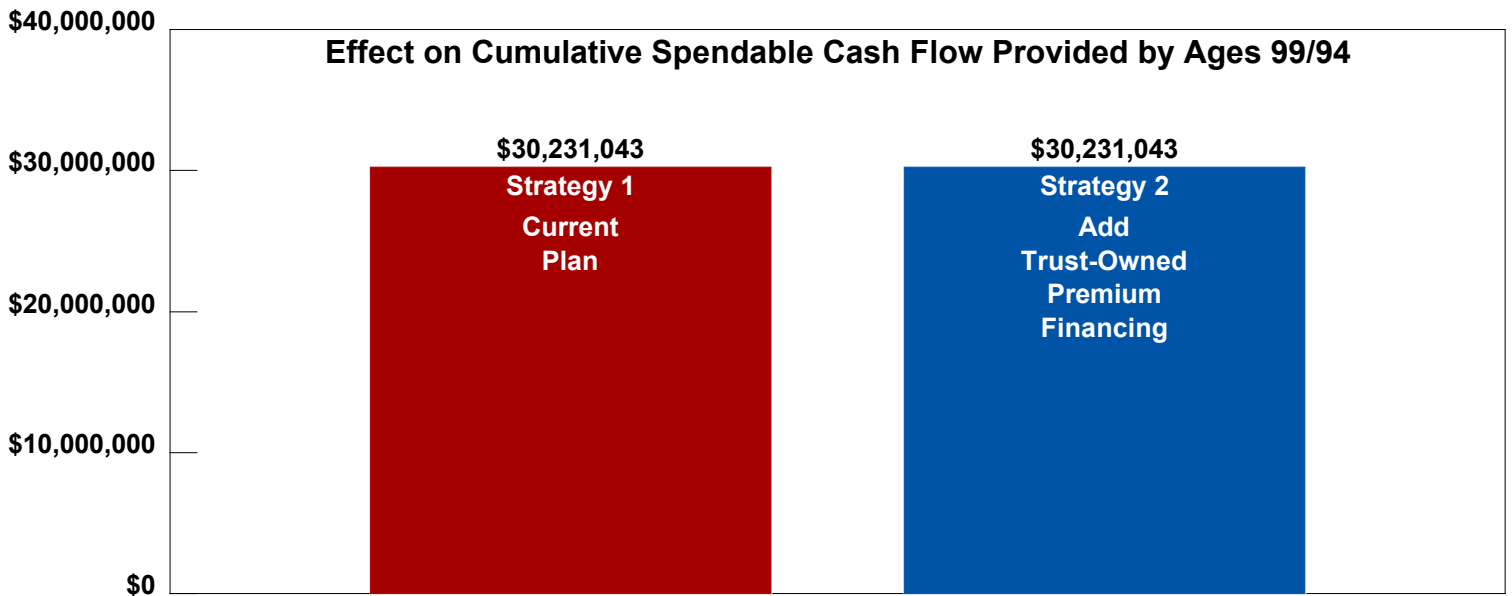 Effect on Cumulative Spendable Cash Flow Provided by Ages 99/94
$40,000,000
$30,000,000
$20,000,000
$10,000,000
$0
$30,231,043
Strategy 1
Current
Plan
$30,231,043
Strategy 2
Add
Trust-Owned
Premium
Financing